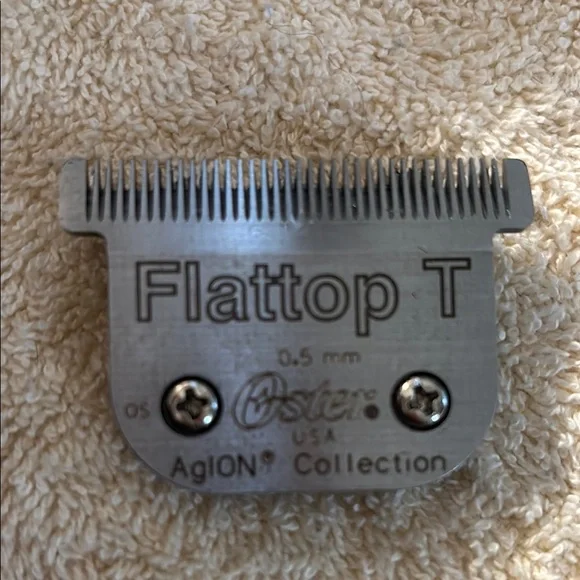 Flattop T
0.5 mm
OS Oster®
USA
AgION® Collection